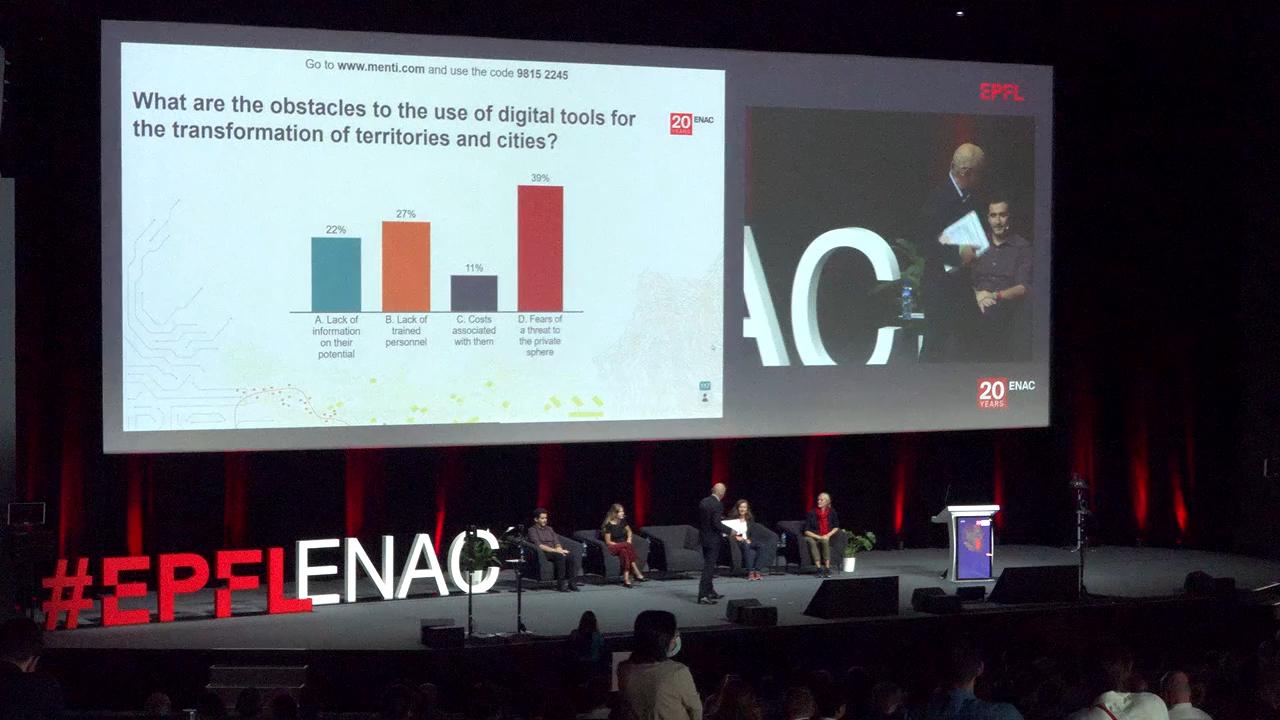 Go to www.menti.com and use the code 9815 2245
What are the obstacles to the use of digital tools for
the transformation of territories and cities?
20 ENAC
YEARS
22%
27%
11%
39%
A. Lack of
information
on their
potential
B. Lack of
trained
personnel
C. Costs
associated
with them
D. Fears of
a threat to
the private
sphere
EPFL
AC
20 ENAC
YEARS
#EPFLENAC